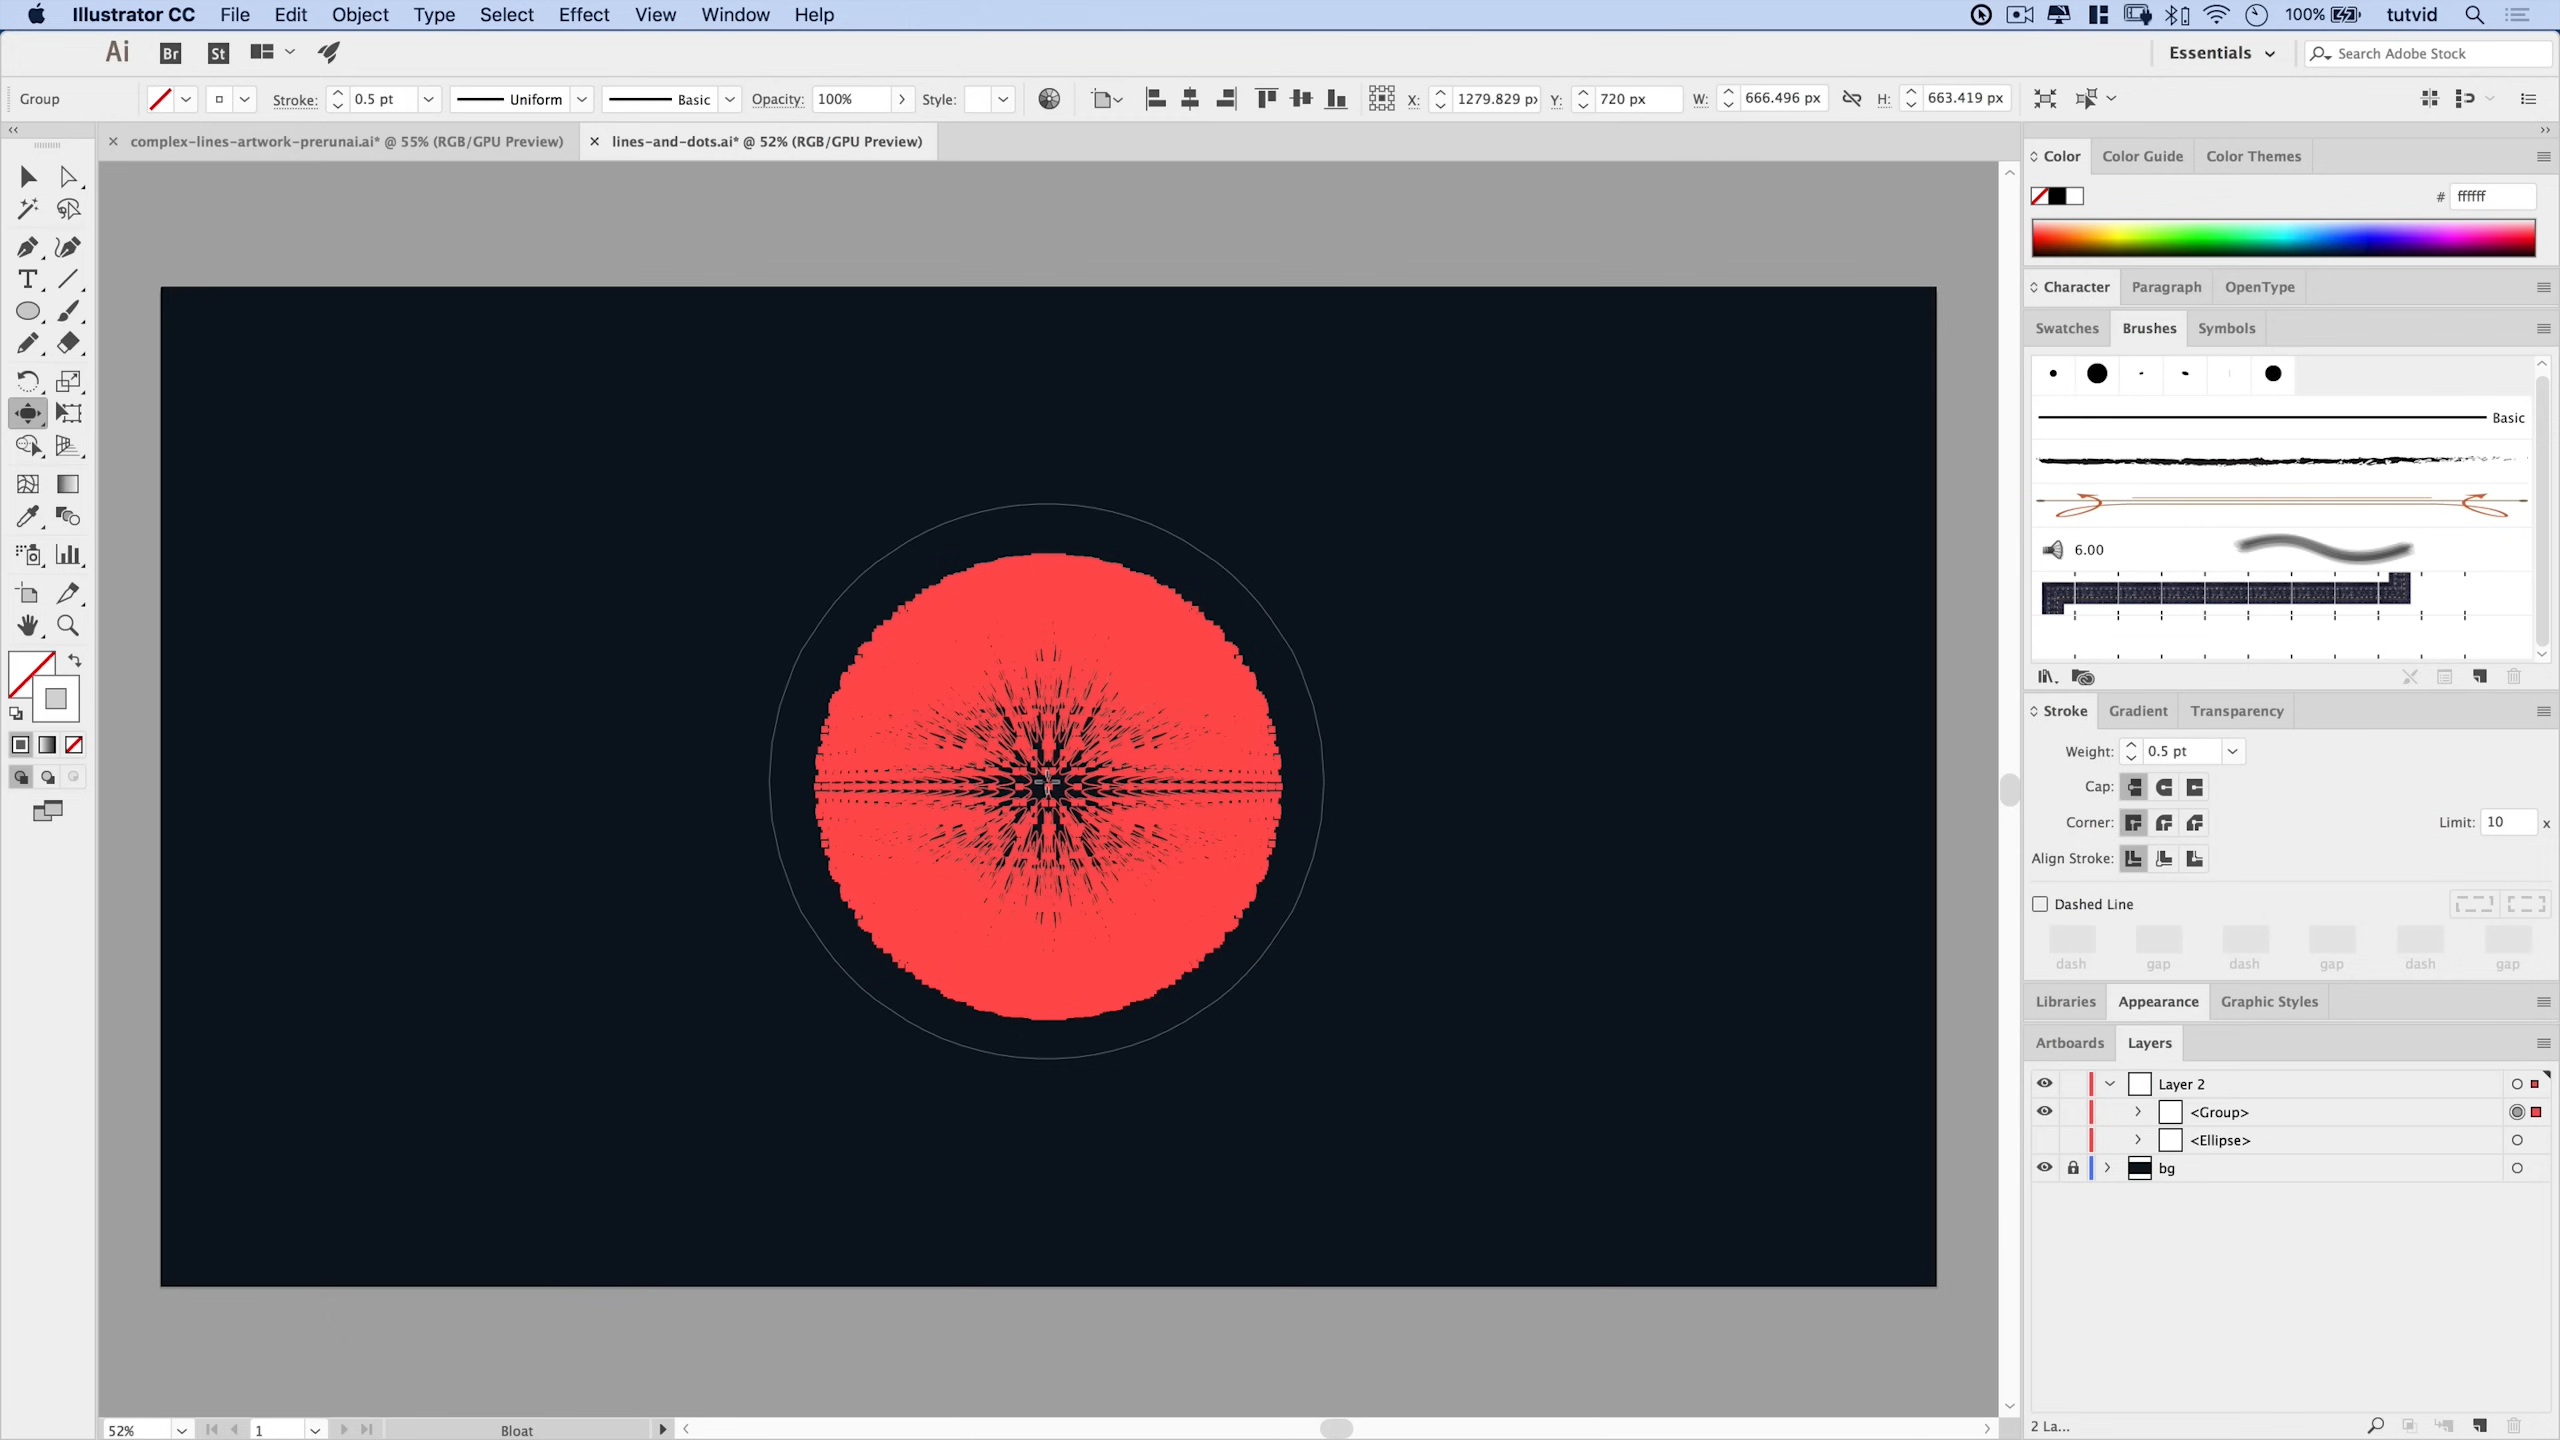 Illustrator CC File Edit Object Type Select Effect View Window Help 100% tutvid
Ai Br St Essentials Search Adobe Stock
Group Stroke: 0.5 pt Uniform Basic Opacity: 100% Style: X: 1279.829 px Y: 720 px W: 666.496 px H: 663.419 px
× complex-lines-artwork-prerunai.ai* @ 55% (RGB/GPU Preview) × lines-and-dots.ai* @ 52% (RGB/GPU Preview)
Color Color Guide Color Themes
# ffffff
Character Paragraph OpenType
Swatches Brushes Symbols
Basic
6.00
Stroke Gradient Transparency
Weight: 0.5 pt
Cap:
Corner: Limit: 10 x
Align Stroke:
Dashed Line
dash gap dash gap dash gap
Libraries Appearance Graphic Styles
Artboards Layers
Layer 2
<Group>
<Ellipse>
bg
52% 1 Bloat 2 La...